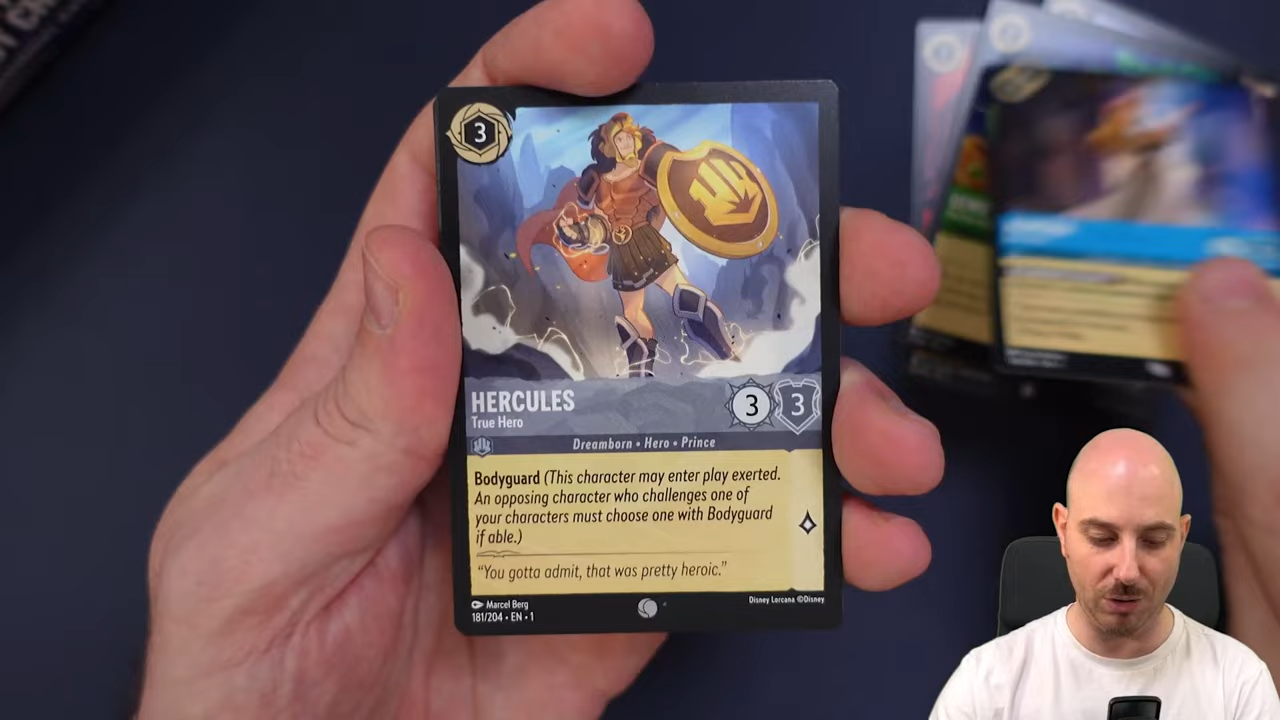 3
HERCULES
True Hero
3
3
Dreamborn • Hero • Prince
Bodyguard (This character may enter play exerted.
An opposing character who challenges one of
your characters must choose one with Bodyguard
if able.)
"You gotta admit, that was pretty heroic."
Marcel Berg
181/204 • EN • 1
Disney Lorcana ©Disney